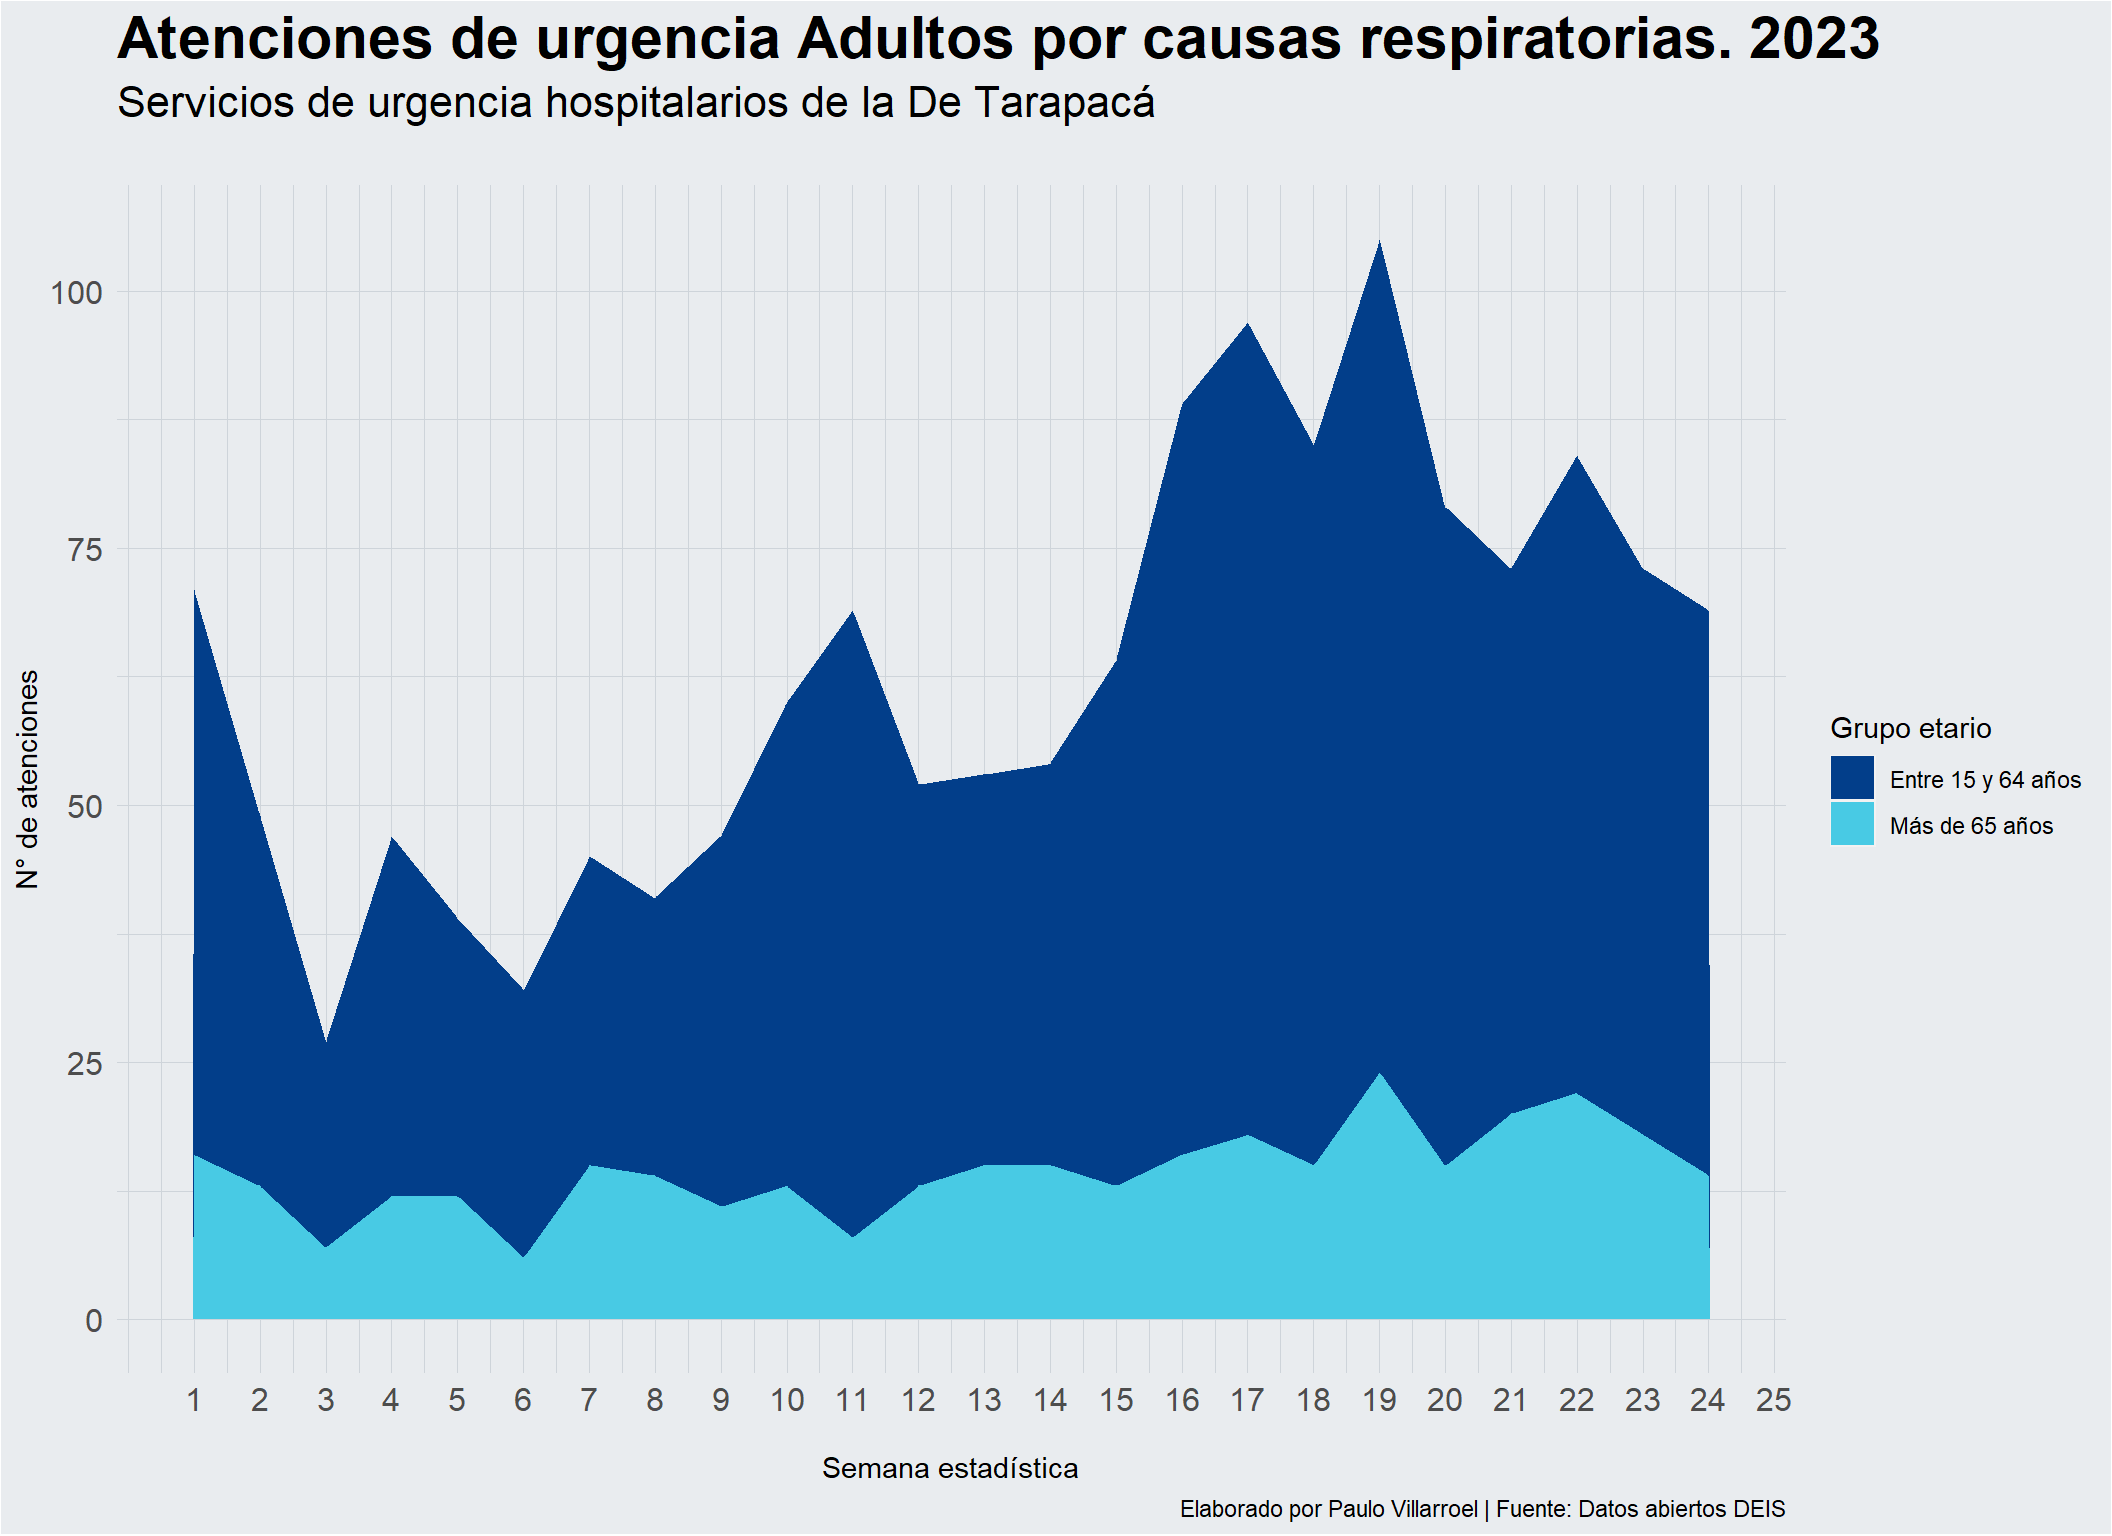 Atenciones de urgencia Adultos por causas respiratorias. 2023
Servicios de urgencia hospitalarios de la De Tarapacá
100
75
50
25
0
N° de atenciones
1 2 3 4 5 6 7 8 9 10 11 12 13 14 15 16 17 18 19 20 21 22 23 24 25
Semana estadística
Grupo etario
Entre 15 y 64 años
Más de 65 años
Elaborado por Paulo Villarroel | Fuente: Datos abiertos DEIS